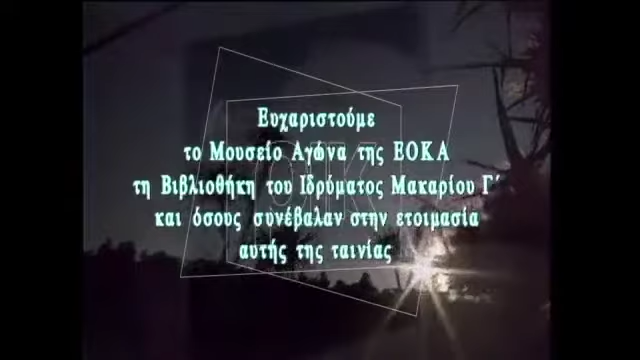 Ευχαριστούμε
το Μουσείο Αγώνα της ΕΟΚΑ
τη Βιβλιοθήκη του Ιδρύματος Μακαρίου Γ΄
και όσους συνέβαλαν στην ετοιμασία
αυτής της ταινίας